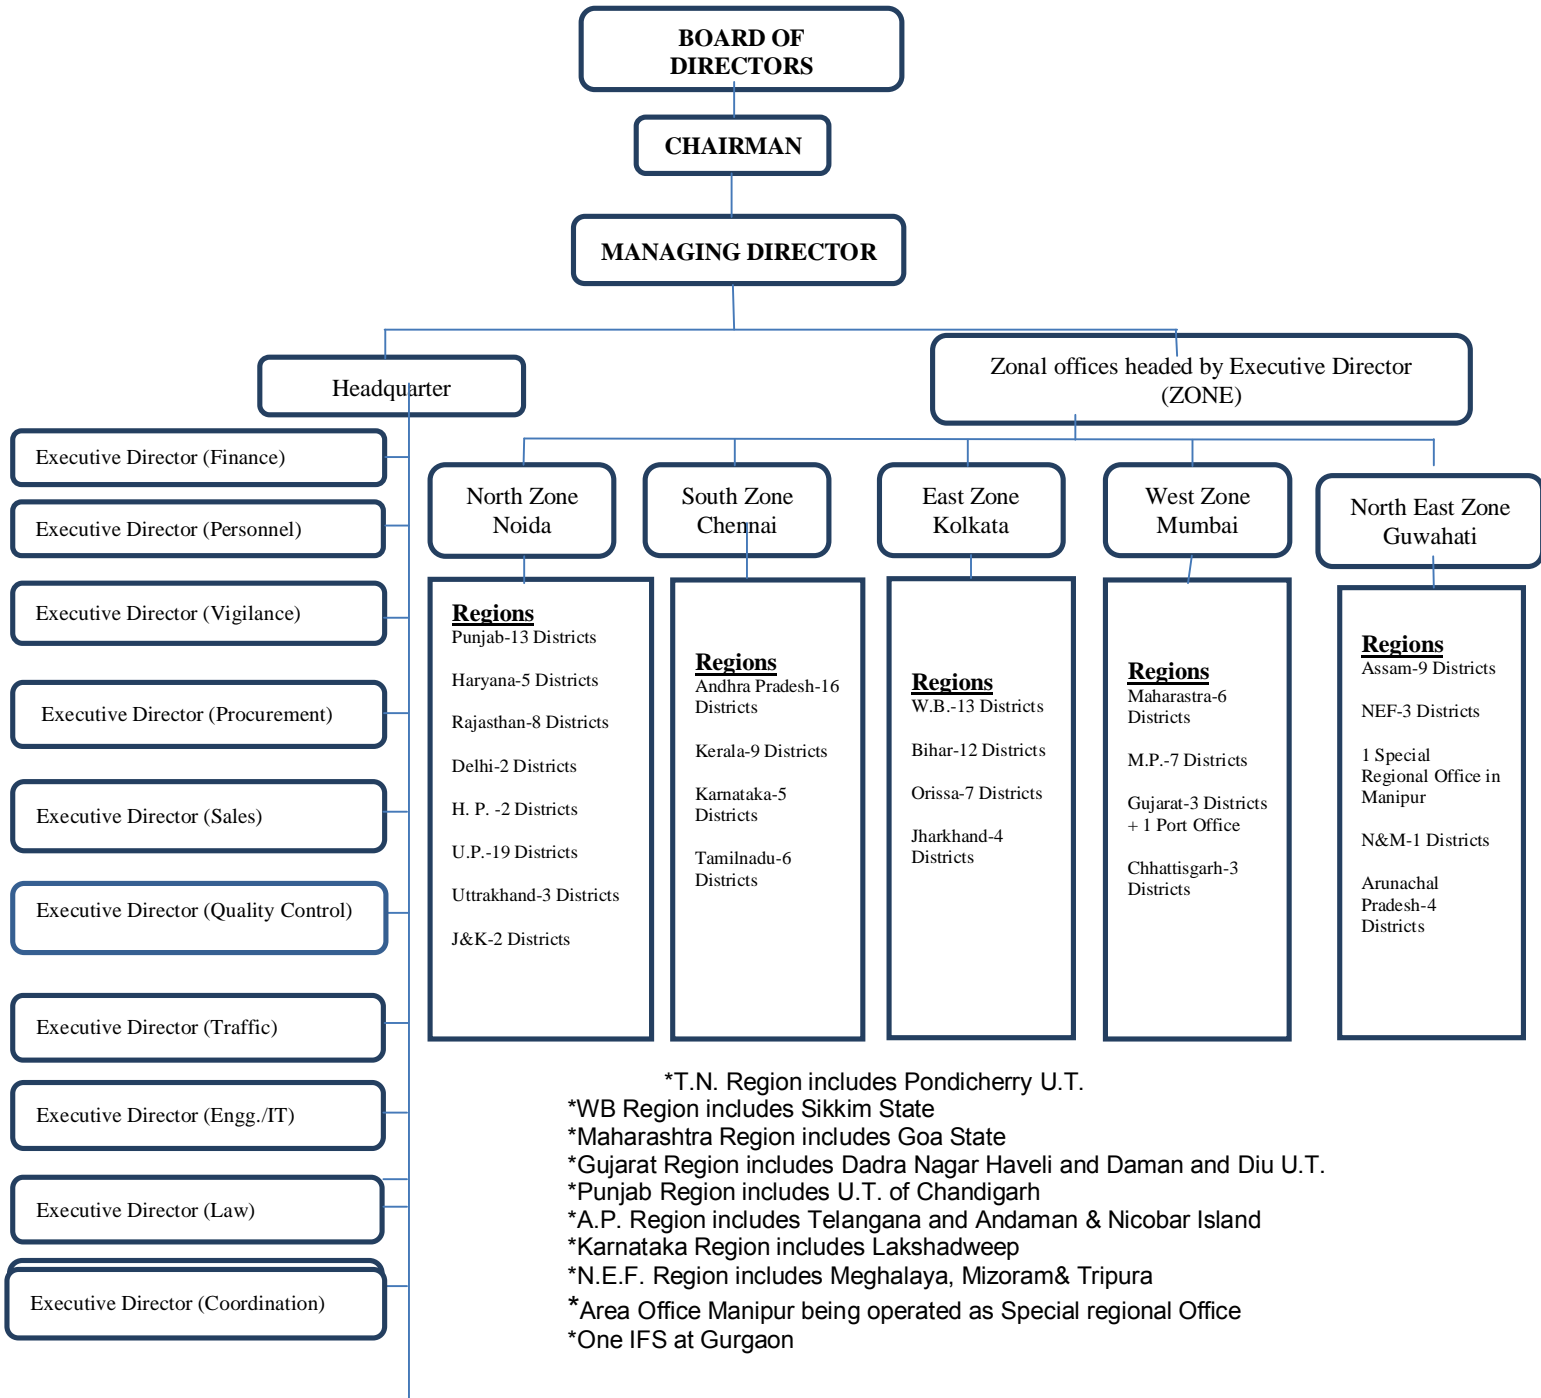 BOARD OF
DIRECTORS
CHAIRMAN
MANAGING DIRECTOR
Headquarter
Zonal offices headed by Executive Director
(ZONE)
Executive Director (Finance)
Executive Director (Personnel)
Executive Director (Vigilance)
Executive Director (Procurement)
Executive Director (Sales)
Executive Director (Quality Control)
Executive Director (Traffic)
Executive Director (Engg./IT)
Executive Director (Law)
Executive Director (Coordination)
North Zone
Noida
Regions
Punjab-13 Districts
Haryana-5 Districts
Rajasthan-8 Districts
Delhi-2 Districts
H. P. -2 Districts
U.P.-19 Districts
Uttrakhand-3 Districts
J&K-2 Districts
South Zone
Chennai
Regions
Andhra Pradesh-16
Districts
Kerala-9 Districts
Karnataka-5
Districts
Tamilnadu-6
Districts
East Zone
Kolkata
Regions
W.B.-13 Districts
Bihar-12 Districts
Orissa-7 Districts
Jharkhand-4
Districts
West Zone
Mumbai
Regions
Maharastra-6
Districts
M.P.-7 Districts
Gujarat-3 Districts
+ 1 Port Office
Chhattisgarh-3
Districts
North East Zone
Guwahati
Regions
Assam-9 Districts
NEF-3 Districts
1 Special
Regional Office in
Manipur
N&M-1 Districts
Arunachal
Pradesh-4
Districts
*T.N. Region includes Pondicherry U.T.
*WB Region includes Sikkim State
*Maharashtra Region includes Goa State
*Gujarat Region includes Dadra Nagar Haveli and Daman and Diu U.T.
*Punjab Region includes U.T. of Chandigarh
*A.P. Region includes Telangana and Andaman & Nicobar Island
*Karnataka Region includes Lakshadweep
*N.E.F. Region includes Meghalaya, Mizoram& Tripura
*Area Office Manipur being operated as Special regional Office
*One IFS at Gurgaon